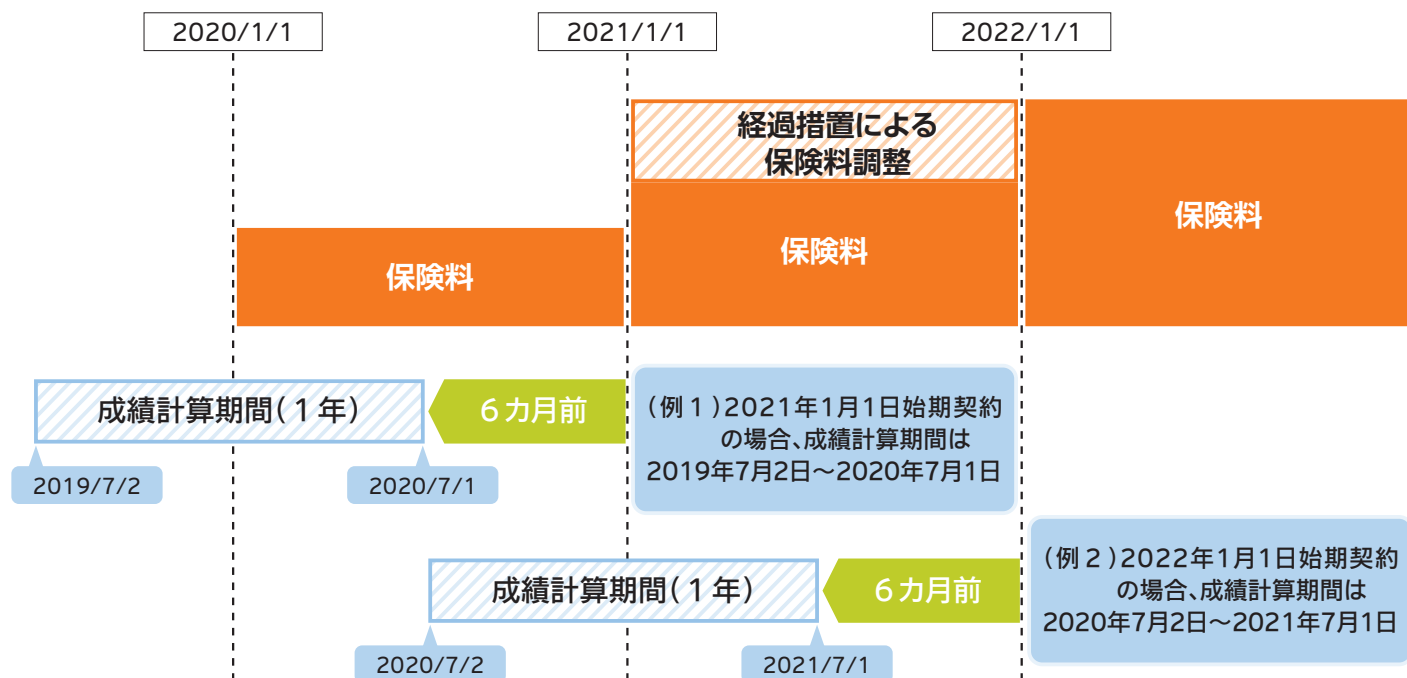 2020/1/1
2021/1/1
2022/1/1
経過措置による
保険料調整
保険料
保険料
保険料
成績計算期間(1年)
6カ月前
(例1)2021年1月1日始期契約
の場合、成績計算期間は
2019年7月2日～2020年7月1日
2019/7/2
2020/7/1
成績計算期間(1年)
6カ月前
(例2)2022年1月1日始期契約
の場合、成績計算期間は
2020年7月2日～2021年7月1日
2020/7/2
2021/7/1